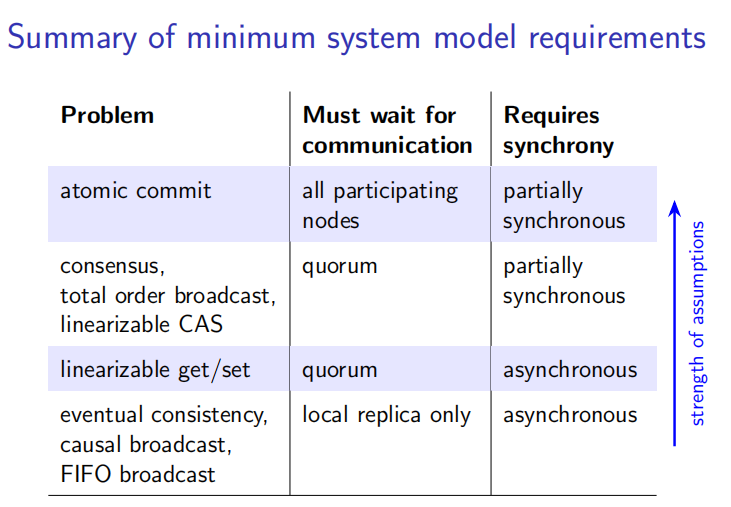 Summary of minimum system model requirements
Problem
Must wait for
communication
Requires
synchrony
atomic commit
all participating
nodes
partially
synchronous
consensus,
total order broadcast,
linearizable CAS
quorum
partially
synchronous
linearizable get/set
quorum
asynchronous
eventual consistency,
causal broadcast,
FIFO broadcast
local replica only
asynchronous
strength of assumptions